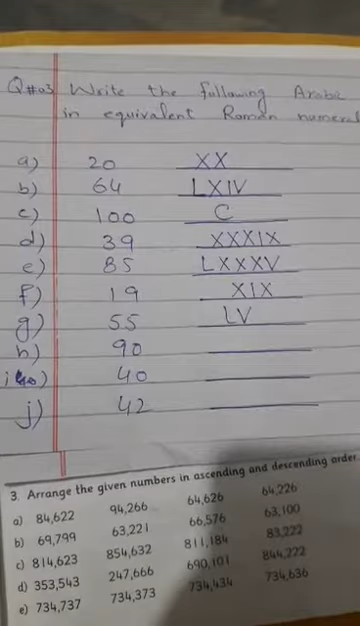 Q#03 Write the following Arabic
in equivalent Roman numeral
a) 20 XX
b) 64 LXIV
c) 100 C
d) 39 XXXIX
e) 85 LXXXV
f) 19 XIX
g) 55 LV
h) 90
i) 40
j) 42
3. Arrange the given numbers in ascending and descending order.
a) 84,622 94,266 64,626 64,226
b) 69,799 63,221 66,576 63,100
c) 814,623 854,632 811,184 83,222
d) 353,543 247,666 690,101 844,222
e) 734,737 734,373 734,434 734,636